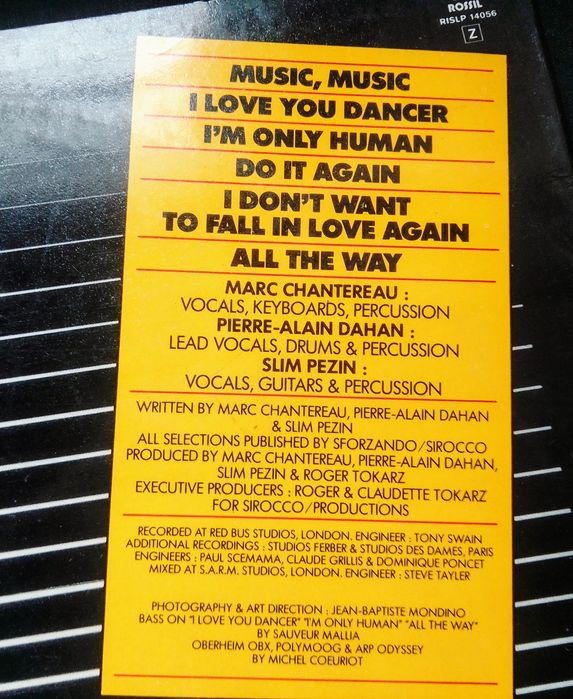 ROSSIL
RISLP 14056
Z
MUSIC, MUSIC
I LOVE YOU DANCER
I'M ONLY HUMAN
DO IT AGAIN
I DON'T WANT
TO FALL IN LOVE AGAIN
ALL THE WAY
MARC CHANTEREAU :
VOCALS, KEYBOARDS, PERCUSSION
PIERRE-ALAIN DAHAN :
LEAD VOCALS, DRUMS & PERCUSSION
SLIM PEZIN :
VOCALS, GUITARS & PERCUSSION
WRITTEN BY MARC CHANTEREAU, PIERRE-ALAIN DAHAN
& SLIM PEZIN
ALL SELECTIONS PUBLISHED BY SFORZANDO/SIROCCO
PRODUCED BY MARC CHANTEREAU, PIERRE-ALAIN DAHAN,
SLIM PEZIN & ROGER TOKARZ
EXECUTIVE PRODUCERS : ROGER & CLAUDETTE TOKARZ
FOR SIROCCO/PRODUCTIONS
RECORDED AT RED BUS STUDIOS, LONDON. ENGINEER : TONY SWAIN
ADDITIONAL RECORDINGS : STUDIOS FERBER & STUDIOS DES DAMES, PARIS
ENGINEERS : PAUL SCEMAMA, CLAUDE GRILLIS & DOMINIQUE PONCET
MIXED AT S.A.R.M. STUDIOS, LONDON. ENGINEER : STEVE TAYLER
PHOTOGRAPHY & ART DIRECTION : JEAN-BAPTISTE MONDINO
BASS ON "I LOVE YOU DANCER" "I'M ONLY HUMAN" "ALL THE WAY"
BY SAUVEUR MALLIA
OBERHEIM OBX, POLYMOOG & ARP ODYSSEY
BY MICHEL COEURIOT